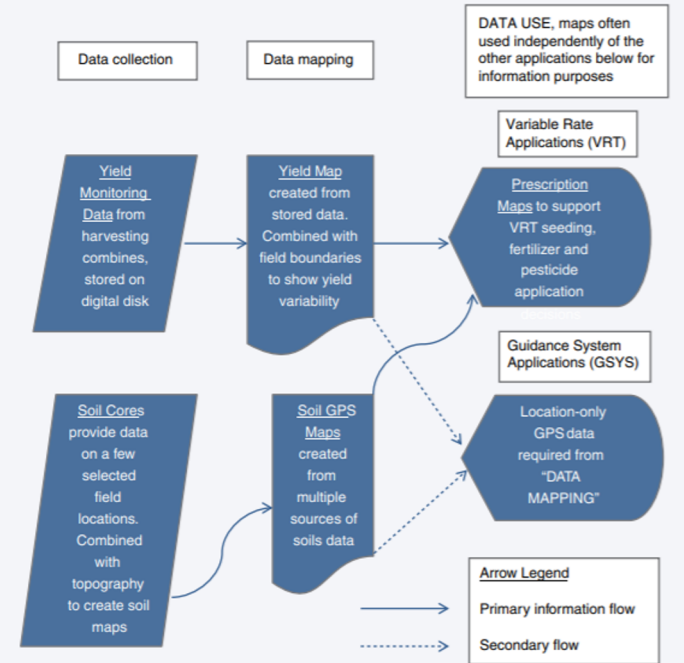 Data collection
Data mapping
DATA USE, maps often
used independently of the
other applications below for
information purposes
Variable Rate
Applications (VRT)
Yield
Monitoring
Data from
harvesting
combines,
stored on
digital disk
Yield Map
created from
stored data.
Combined with
field boundaries
to show yield
variability
Prescription
Maps to support
VRT seeding,
fertilizer and
pesticide
application
decisions
Guidance System
Applications (GSYS)
Soil Cores
provide data
on a few
selected
field
locations.
Combined
with
topography
to create soil
maps
Soil GPS
Maps
created
from
multiple
sources of
soils data
Location-only
GPS data
required from
“DATA
MAPPING”
Arrow Legend
Primary information flow
Secondary flow